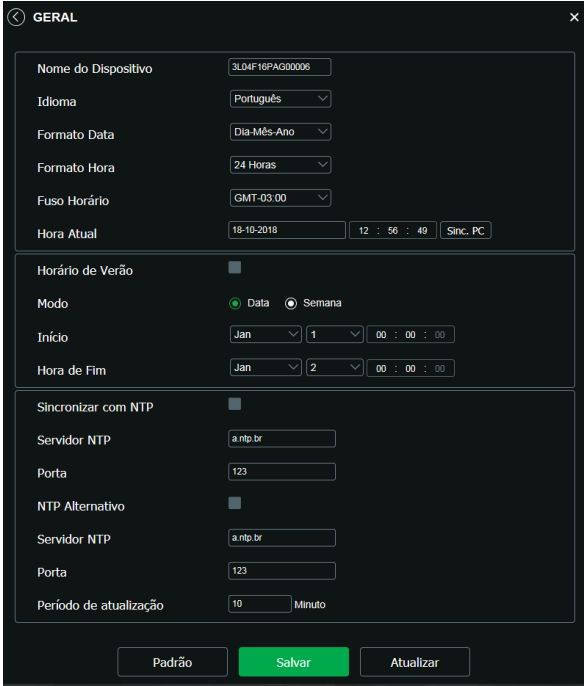 GERAL
Nome do Dispositivo 3L04F16PAG00006
Idioma Português
Formato Data Dia-Mês-Ano
Formato Hora 24 Horas
Fuso Horário GMT-03:00
Hora Atual 18-10-2018 12 : 56 : 49 Sinc. PC
Horário de Verão
Modo Data Semana
Início Jan 1 00 : 00 : 00
Hora de Fim Jan 2 00 : 00 : 00
Sincronizar com NTP
Servidor NTP a.ntp.br
Porta 123
NTP Alternativo
Servidor NTP a.ntp.br
Porta 123
Período de atualização 10 Minuto
Padrão Salvar Atualizar